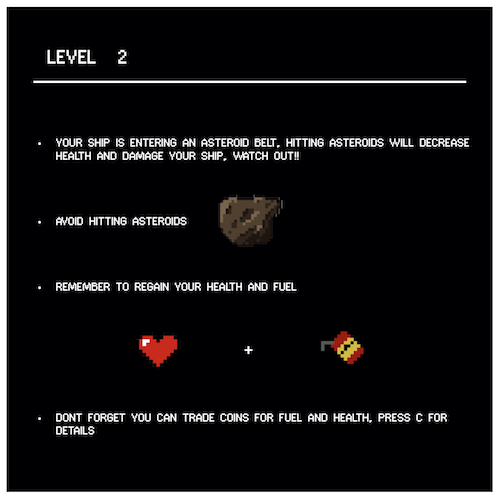 LEVEL 2
• YOUR SHIP IS ENTERING AN ASTEROID BELT, HITTING ASTEROIDS WILL DECREASE
HEALTH AND DAMAGE YOUR SHIP, WATCH OUT!!
• AVOID HITTING ASTEROIDS
• REMEMBER TO REGAIN YOUR HEALTH AND FUEL
+
• DONT FORGET YOU CAN TRADE COINS FOR FUEL AND HEALTH, PRESS C FOR
DETAILS